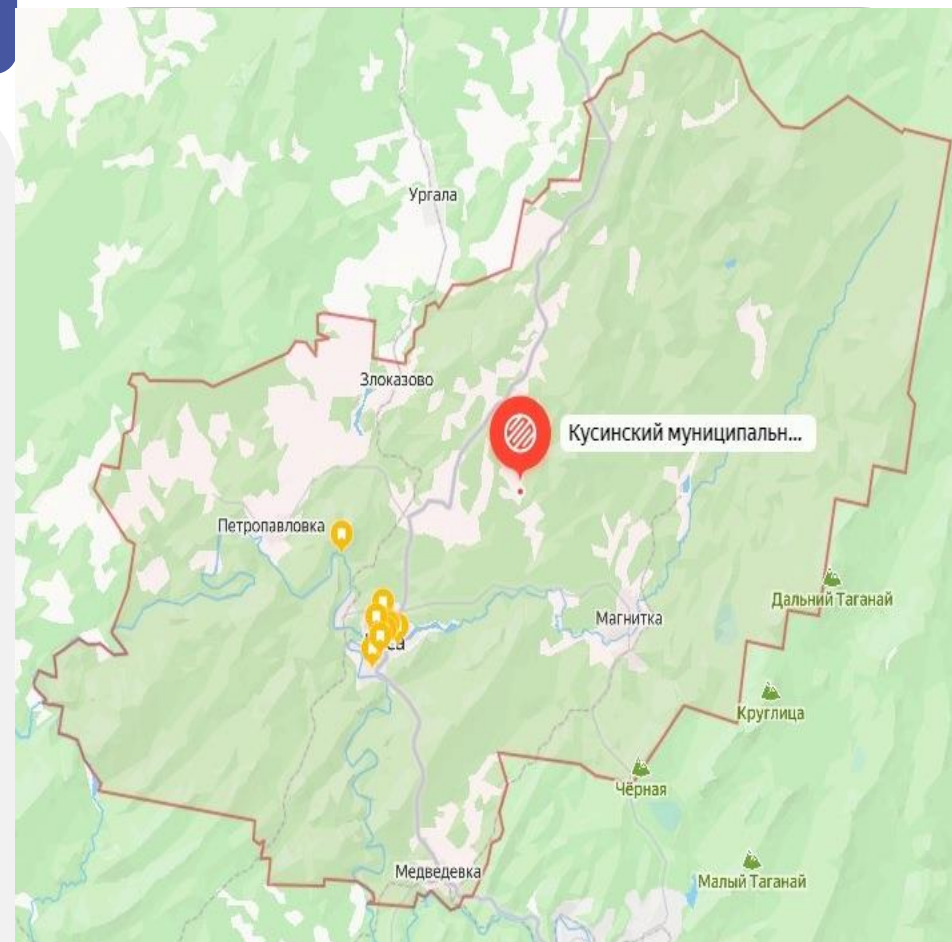 Ургала
Злоказово
Кусинский муниципальн...
Петропавловка
Дальний Таганай
Магнитка
Круглица
Чёрная
Медведевка
Малый Таганай